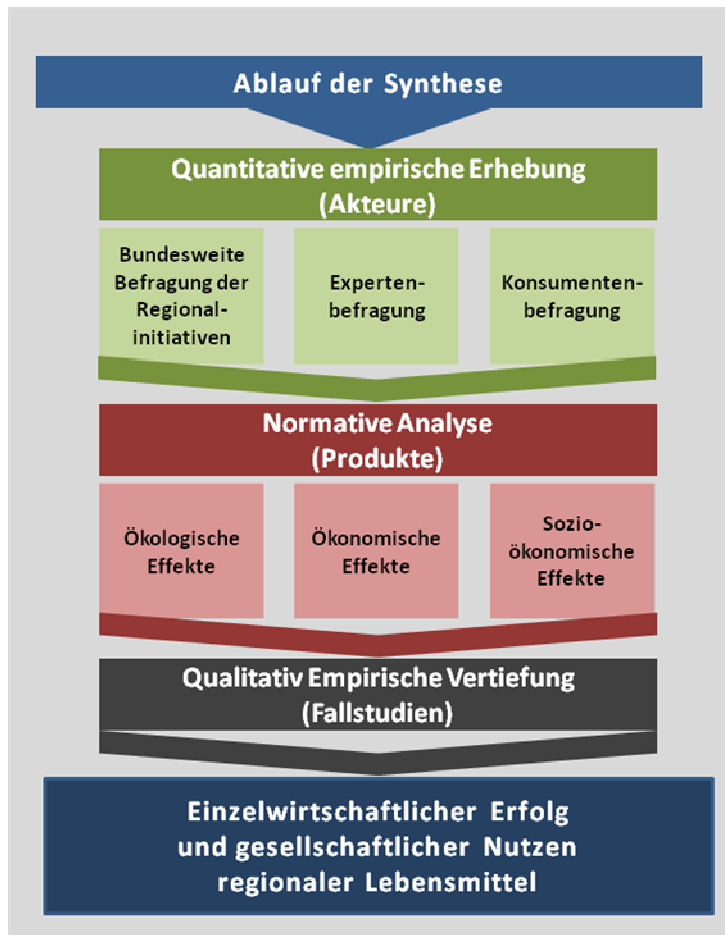 Ablauf der Synthese
Quantitative empirische Erhebung
(Akteure)
Bundesweite
Befragung der
Regional-
initiativen
Experten-
befragung
Konsumenten-
befragung
Normative Analyse
(Produkte)
Ökologische
Effekte
Ökonomische
Effekte
Sozio-
ökonomische
Effekte
Qualitativ Empirische Vertiefung
(Fallstudien)
Einzelwirtschaftlicher Erfolg
und gesellschaftlicher Nutzen
regionaler Lebensmittel